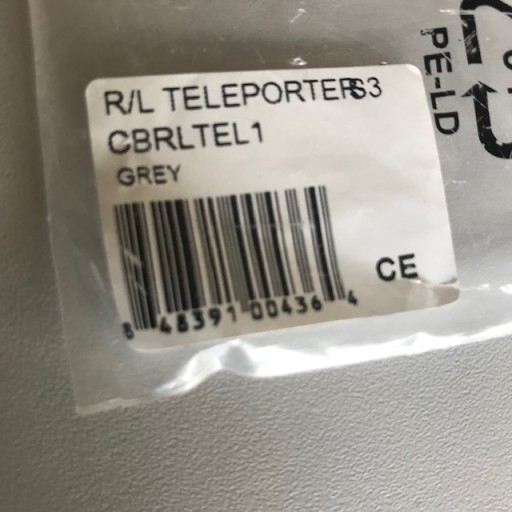 R/L TELEPORTERS3
CBRLTEL1
GREY
CE
8 48391 00436 4
PE-LD